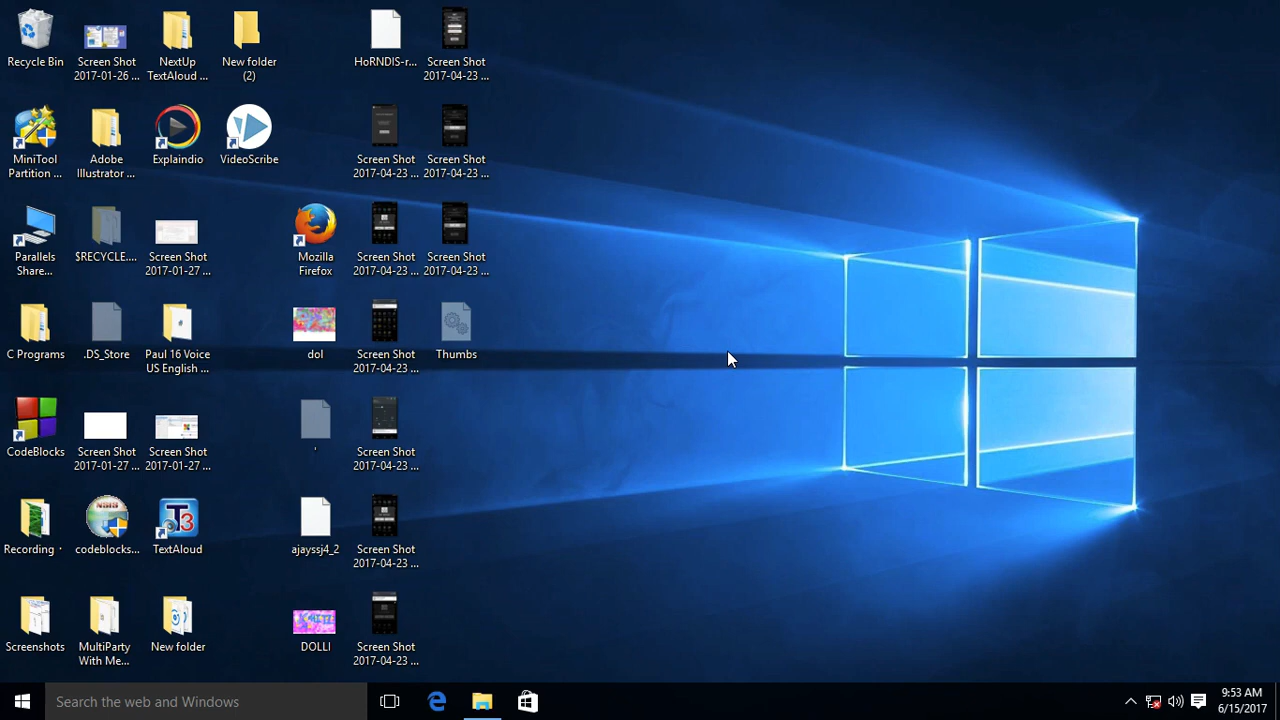 Recycle Bin
Screen Shot
2017-01-26 ...
NextUp
TextAloud ...
New folder
(2)
HoRNDIS-r...
Screen Shot
2017-04-23 ...
MiniTool
Partition ...
Adobe
Illustrator ...
Explaindio
VideoScribe
Screen Shot
2017-04-23 ...
Screen Shot
2017-04-23 ...
Parallels
Share...
$RECYCLE....
Screen Shot
2017-01-27 ...
Mozilla
Firefox
Screen Shot
2017-04-23 ...
Screen Shot
2017-04-23 ...
C Programs
.DS_Store
Paul 16 Voice
US English ...
dol
Screen Shot
2017-04-23 ...
Thumbs
CodeBlocks
Screen Shot
2017-01-27 ...
Screen Shot
2017-01-27 ...
'
Screen Shot
2017-04-23 ...
Recording ·
codeblocks...
T3
TextAloud
ajayssj4_2
Screen Shot
2017-04-23 ...
Screenshots
MultiParty
With Me...
New folder
DOLLI
Screen Shot
2017-04-23 ...
Search the web and Windows
9:53 AM
6/15/2017